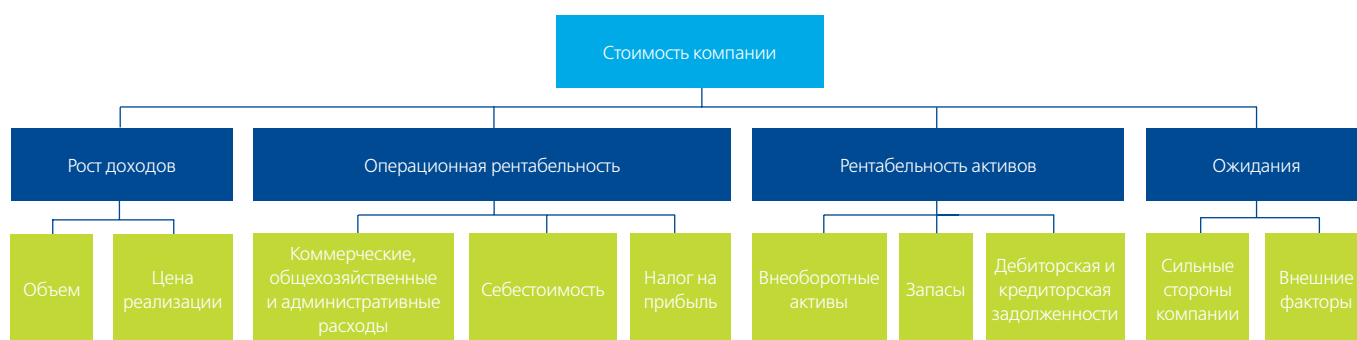 Стоимость компании
Рост доходов
Операционная рентабельность
Рентабельность активов
Ожидания
Объем
Цена
реализации
Коммерческие,
общехозяйственные
и административные
расходы
Себестоимость
Налог на
прибыль
Внеоборотные
активы
Запасы
Дебиторская и
кредиторская
задолженности
Сильные
стороны
компании
Внешние
факторы